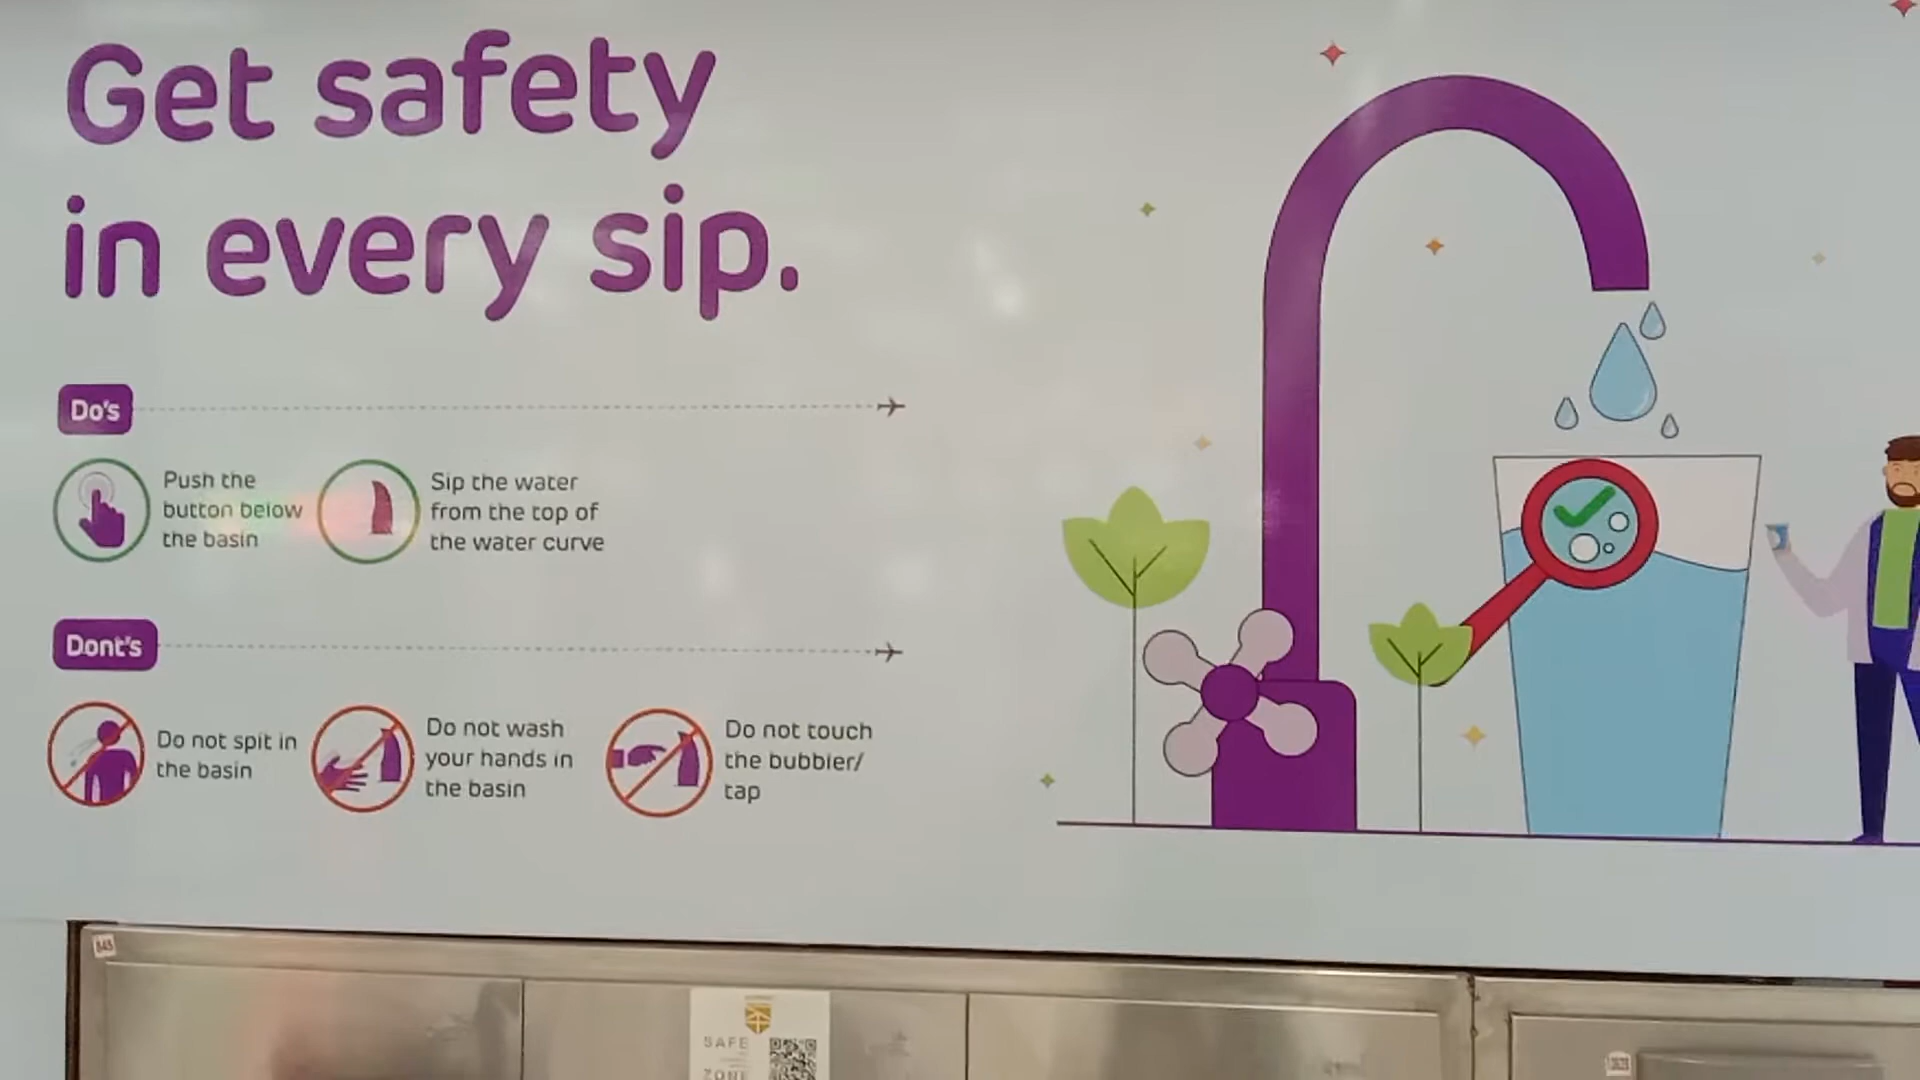 Get safety
in every sip.
Do's
Push the
button below
the basin
Sip the water
from the top of
the water curve
Dont's
Do not spit in
the basin
Do not wash
your hands in
the basin
Do not touch
the bubbier/
tap
SAFE
ZONE